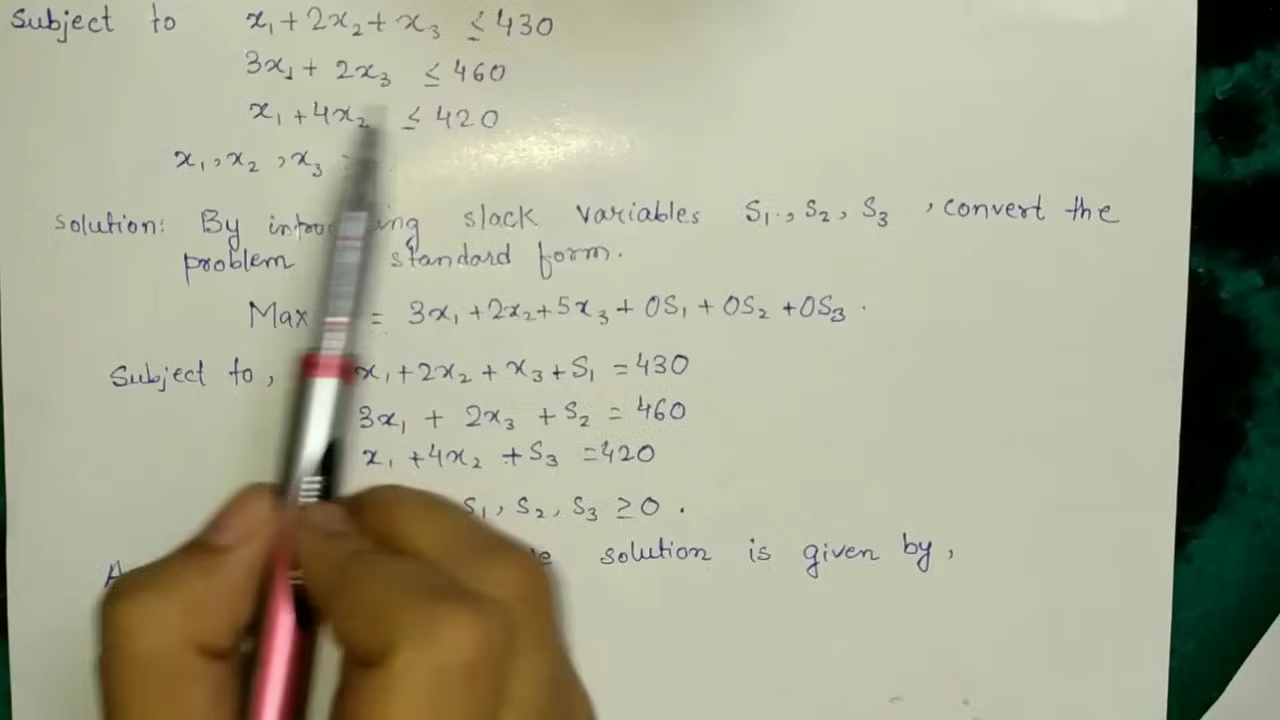 Subject to x₁ + 2x₂ + x₃ ≤ 430
3x₁ + 2x₃ ≤ 460
x₁ + 4x₂ ≤ 420
x₁, x₂, x₃
Solution: By slack variables S₁, S₂, S₃, convert the
problem standard form.
Max = 3x₁ + 2x₂ + 5x₃ + 0S₁ + 0S₂ + 0S₃.
Subject to, x₁ + 2x₂ + x₃ + S₁ = 430
3x₁ + 2x₃ + S₂ = 460
x₁ + 4x₂ + S₃ = 420
S₁, S₂, S₃ ≥ 0.
solution is given by,